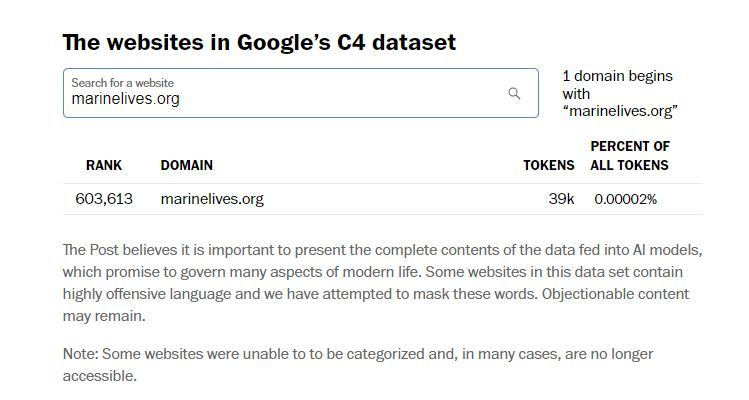 The websites in Google's C4 dataset
Search for a website
marinelives.org
1 domain begins
with
“marinelives.org”
RANK DOMAIN TOKENS PERCENT OF ALL TOKENS
603,613 marinelives.org 39k 0.00002%
The Post believes it is important to present the complete contents of the data fed into AI models,
which promise to govern many aspects of modern life. Some websites in this data set contain
highly offensive language and we have attempted to mask these words. Objectionable content
may remain.
Note: Some websites were unable to to be categorized and, in many cases, are no longer
accessible.